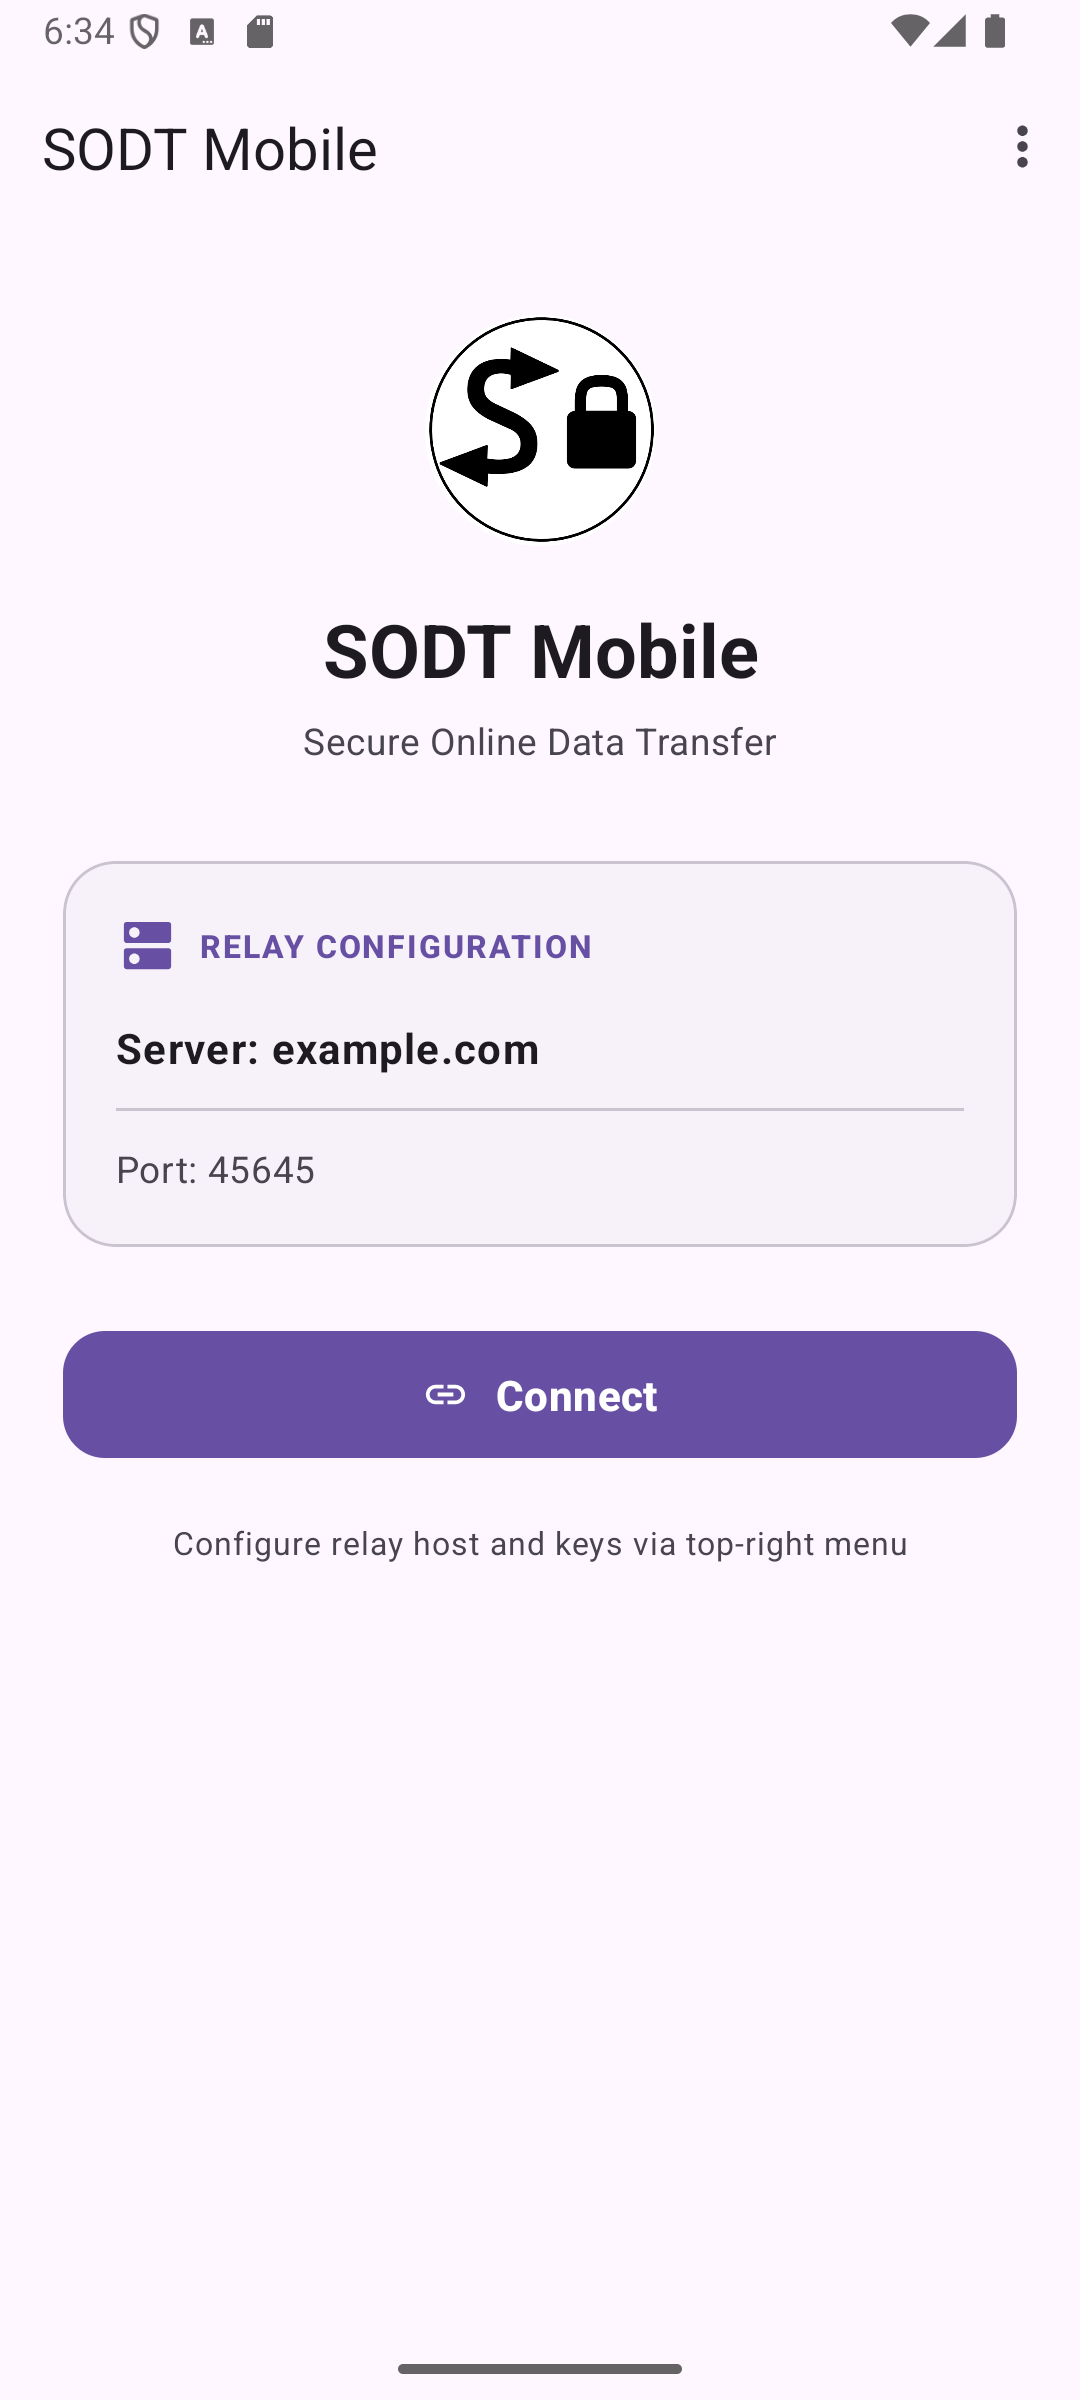 6:34
SODT Mobile
SODT Mobile
Secure Online Data Transfer
RELAY CONFIGURATION
Server: example.com
Port: 45645
Connect
Configure relay host and keys via top-right menu